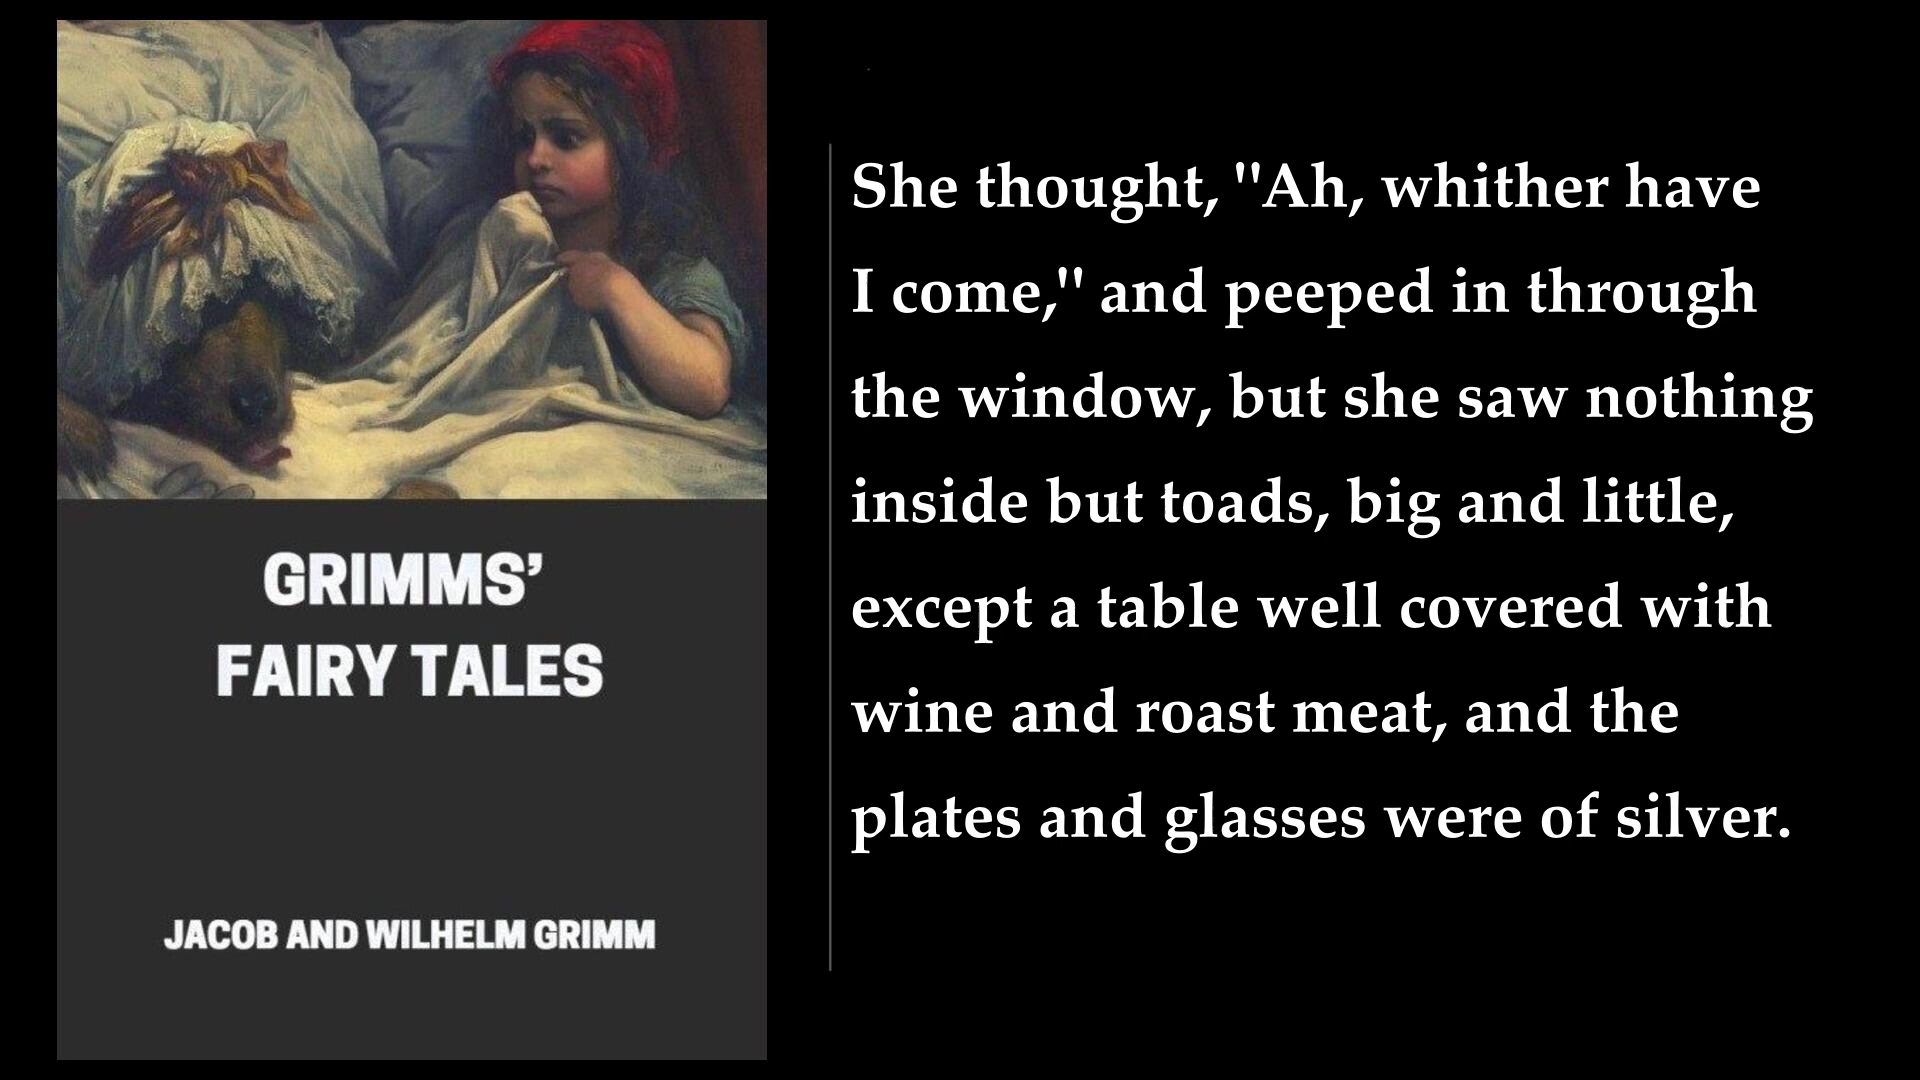 GRIMMS’
FAIRY TALES
JACOB AND WILHELM GRIMM
She thought, "Ah, whither have
I come," and peeped in through
the window, but she saw nothing
inside but toads, big and little,
except a table well covered with
wine and roast meat, and the
plates and glasses were of silver.